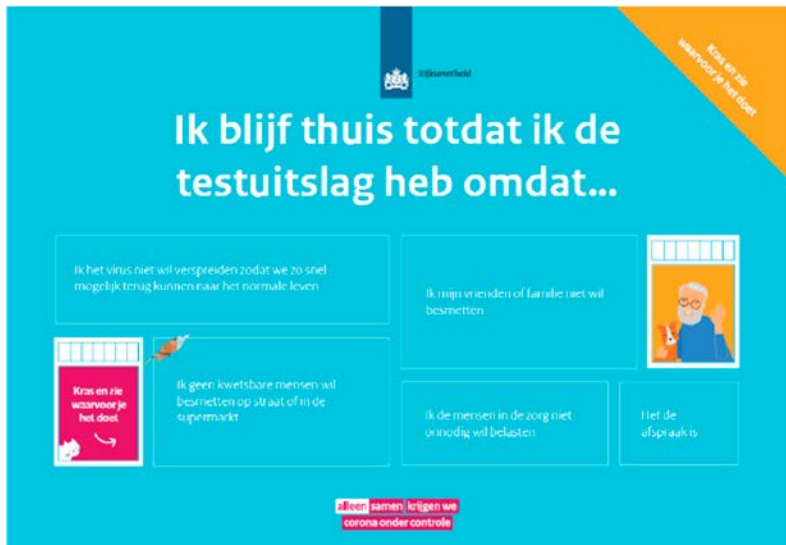 Rijksoverheid
Kras en zie
waarvoor je het doet
Ik blijf thuis totdat ik de
testuitslag heb omdat...
Ik het virus niet wil verspreiden zodat we zo snel
mogelijk terug kunnen naar het normale leven
Ik mijn vrienden of familie niet wil
besmetten
Kras en zie
waarvoor je
het doet
Ik geen kwetsbare mensen wil
besmetten op straat of in de
supermarkt
Ik de mensen in de zorg niet
onnodig wil belasten
Het de
afspraak is
alleen samen krijgen we
corona onder controle